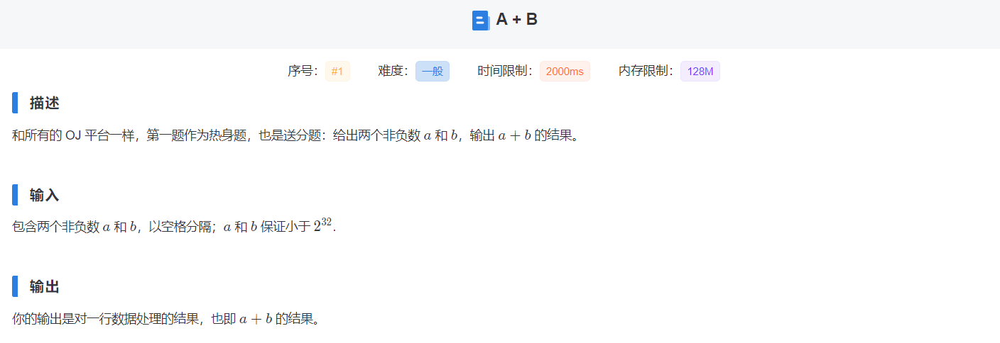 A + B
序号：#1 难度：一般 时间限制：2000ms 内存限制：128M
描述
和所有的 OJ 平台一样，第一题作为热身题，也是送分题：给出两个非负数 a 和 b，输出 a + b 的结果。
输入
包含两个非负数 a 和 b，以空格分隔；a 和 b 保证小于 2^{32}.
输出
你的输出是对一行数据处理的结果，也即 a + b 的结果。